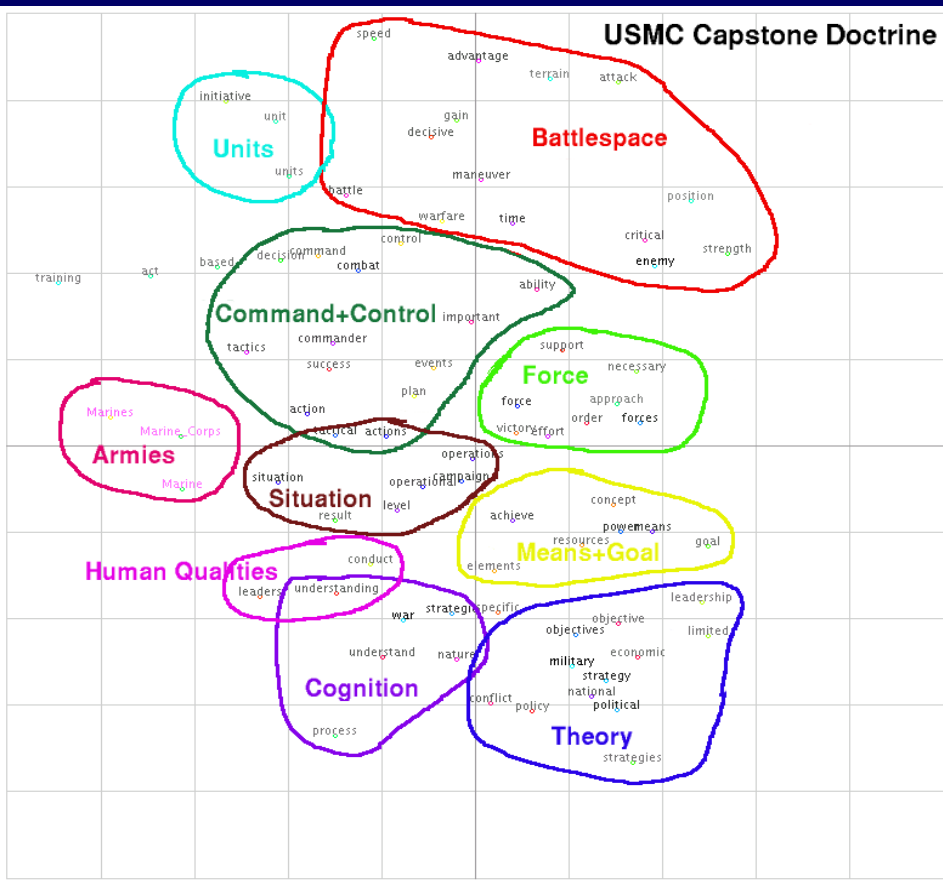 USMC Capstone Doctrine
speed
advantage
terrain
attack
initiative
unit
gain
decisive
Battlespace
Units
units
maneuver
battle
position
warfare
time
control
critical
strength
decision
command
based
combat
enemy
training
act
ability
Command+Control
important
commander
tactics
support
success
events
necessary
Force
plan
force
approach
action
Marines
order
forces
victory
effort
Marine_Corps
tactical
actions
Armies
operations
situation
operational
campaign
Marine
Situation
level
result
achieve
concept
power
means
resources
goal
Means+Goal
conduct
elements
Human Qualities
leaders
understanding
leadership
war
strategic
specific
objective
objectives
limited
understand
nature
economic
military
strategy
Cognition
national
conflict
policy
political
process
Theory
strategies